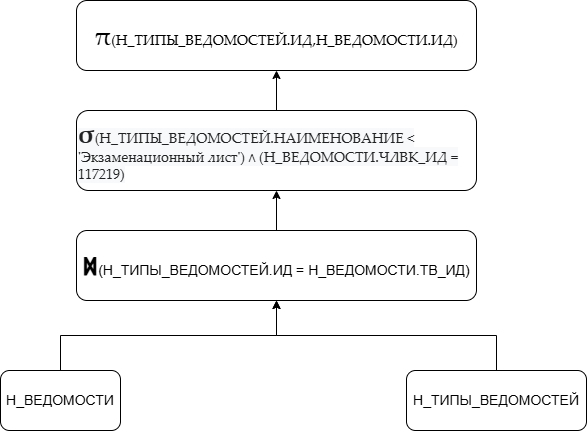 π(Н_ТИПЫ_ВЕДОМОСТЕЙ.ИД,Н_ВЕДОМОСТИ.ИД)
σ(Н_ТИПЫ_ВЕДОМОСТЕЙ.НАИМЕНОВАНИЕ <
'Экзаменационный лист') ∧ (Н_ВЕДОМОСТИ.ЧЛВК_ИД =
117219)
⋈(Н_ТИПЫ_ВЕДОМОСТЕЙ.ИД = Н_ВЕДОМОСТИ.ТВ_ИД)
Н_ВЕДОМОСТИ
Н_ТИПЫ_ВЕДОМОСТЕЙ